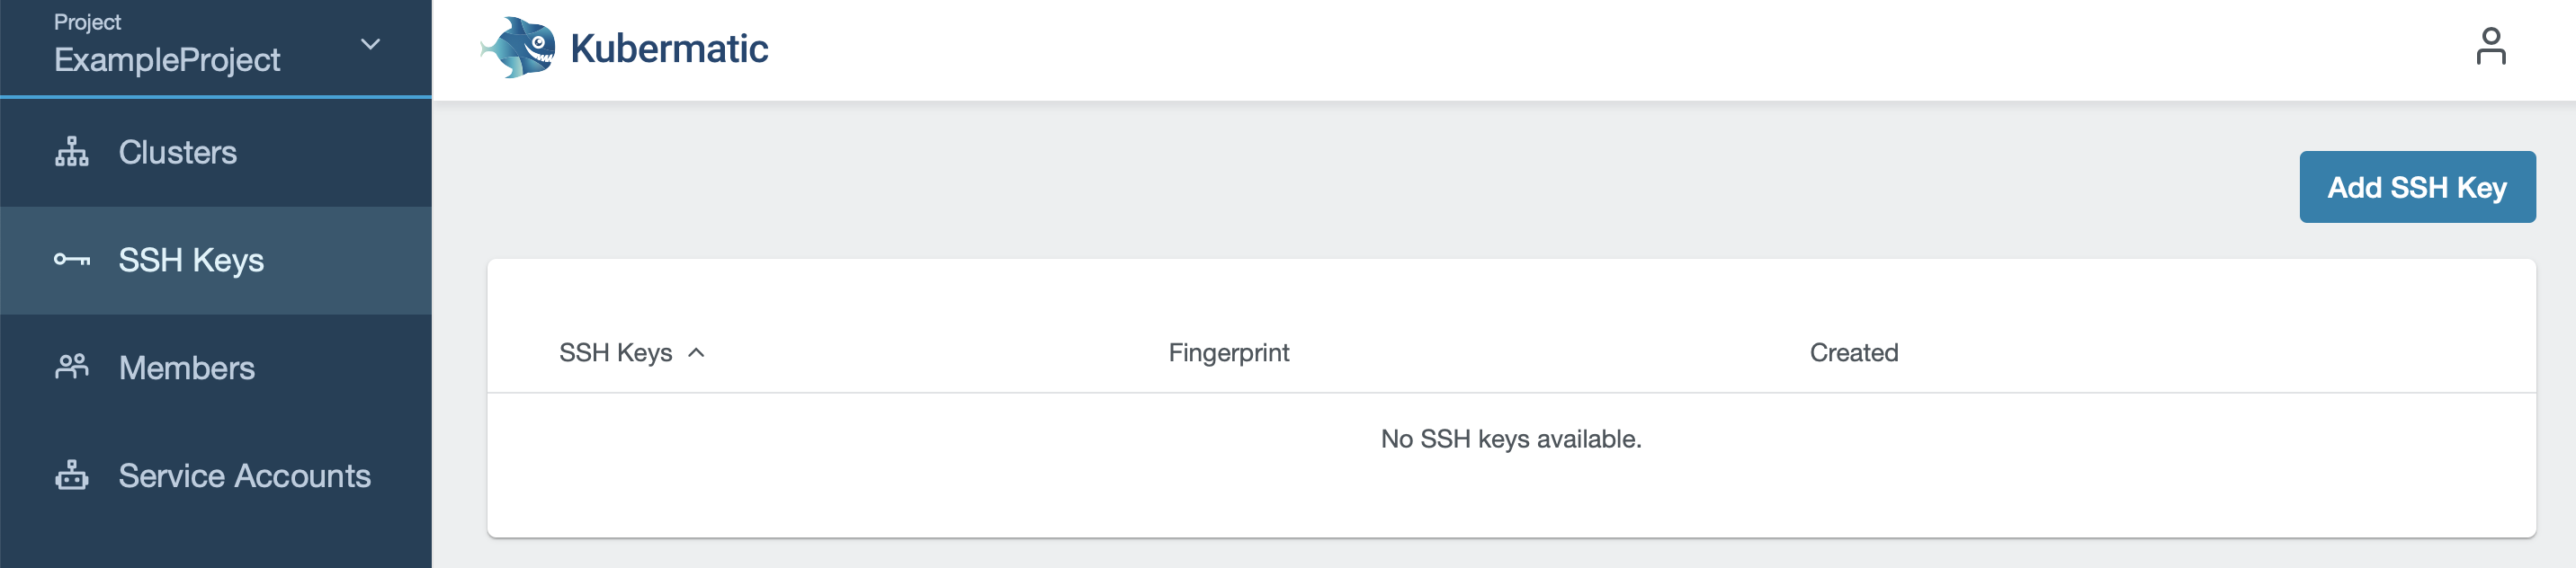 Project
ExampleProject
Clusters
SSH Keys
Members
Service Accounts
Kubermatic
Add SSH Key
SSH Keys Fingerprint Created
No SSH keys available.